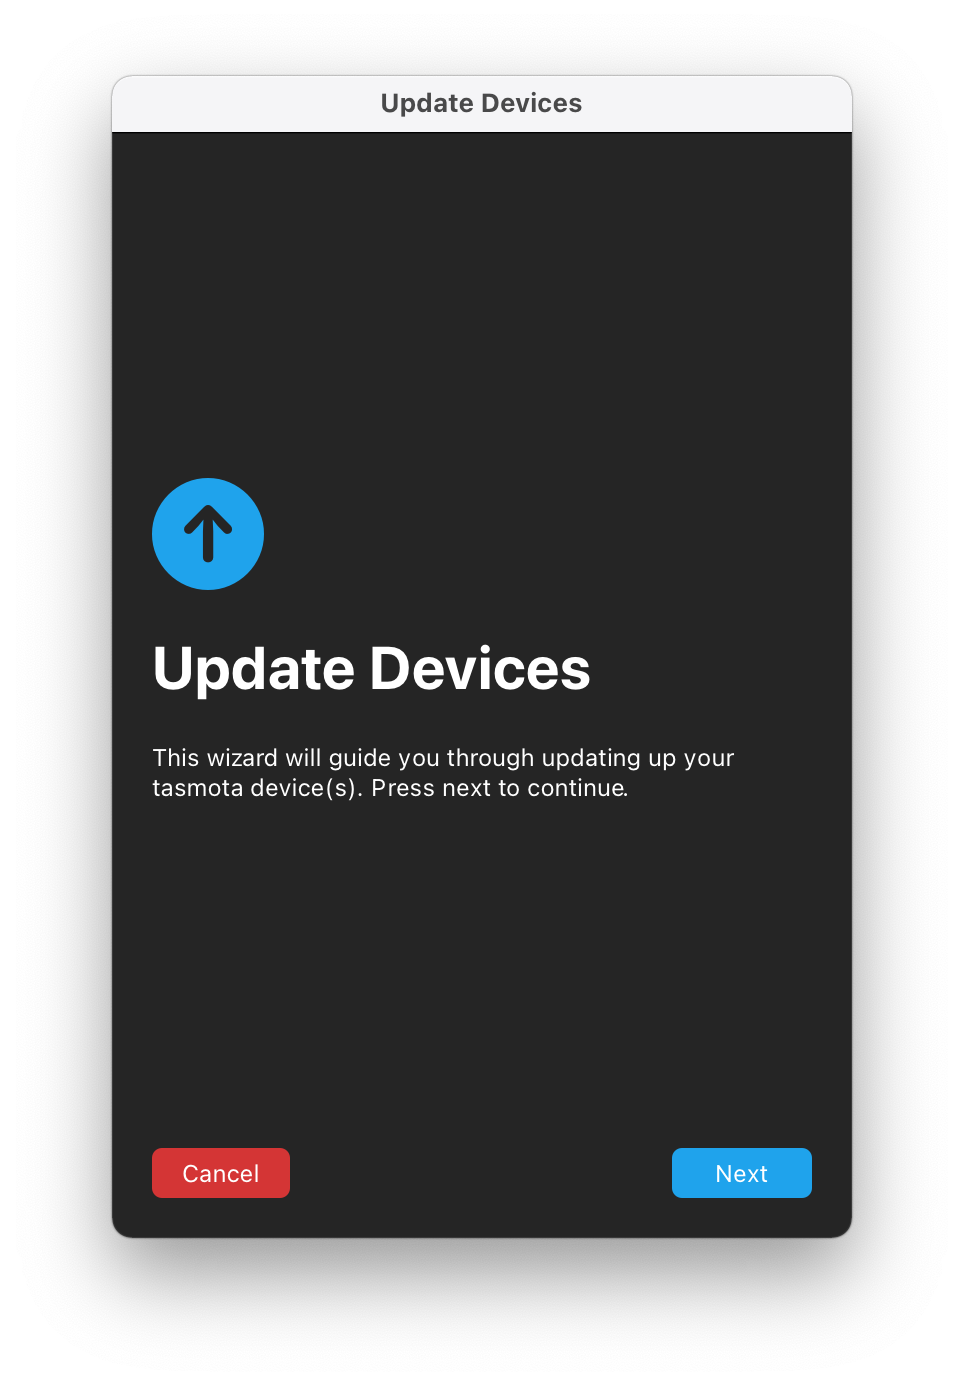 Update Devices
Update Devices
This wizard will guide you through updating up your
tasmota device(s). Press next to continue.
Cancel
Next